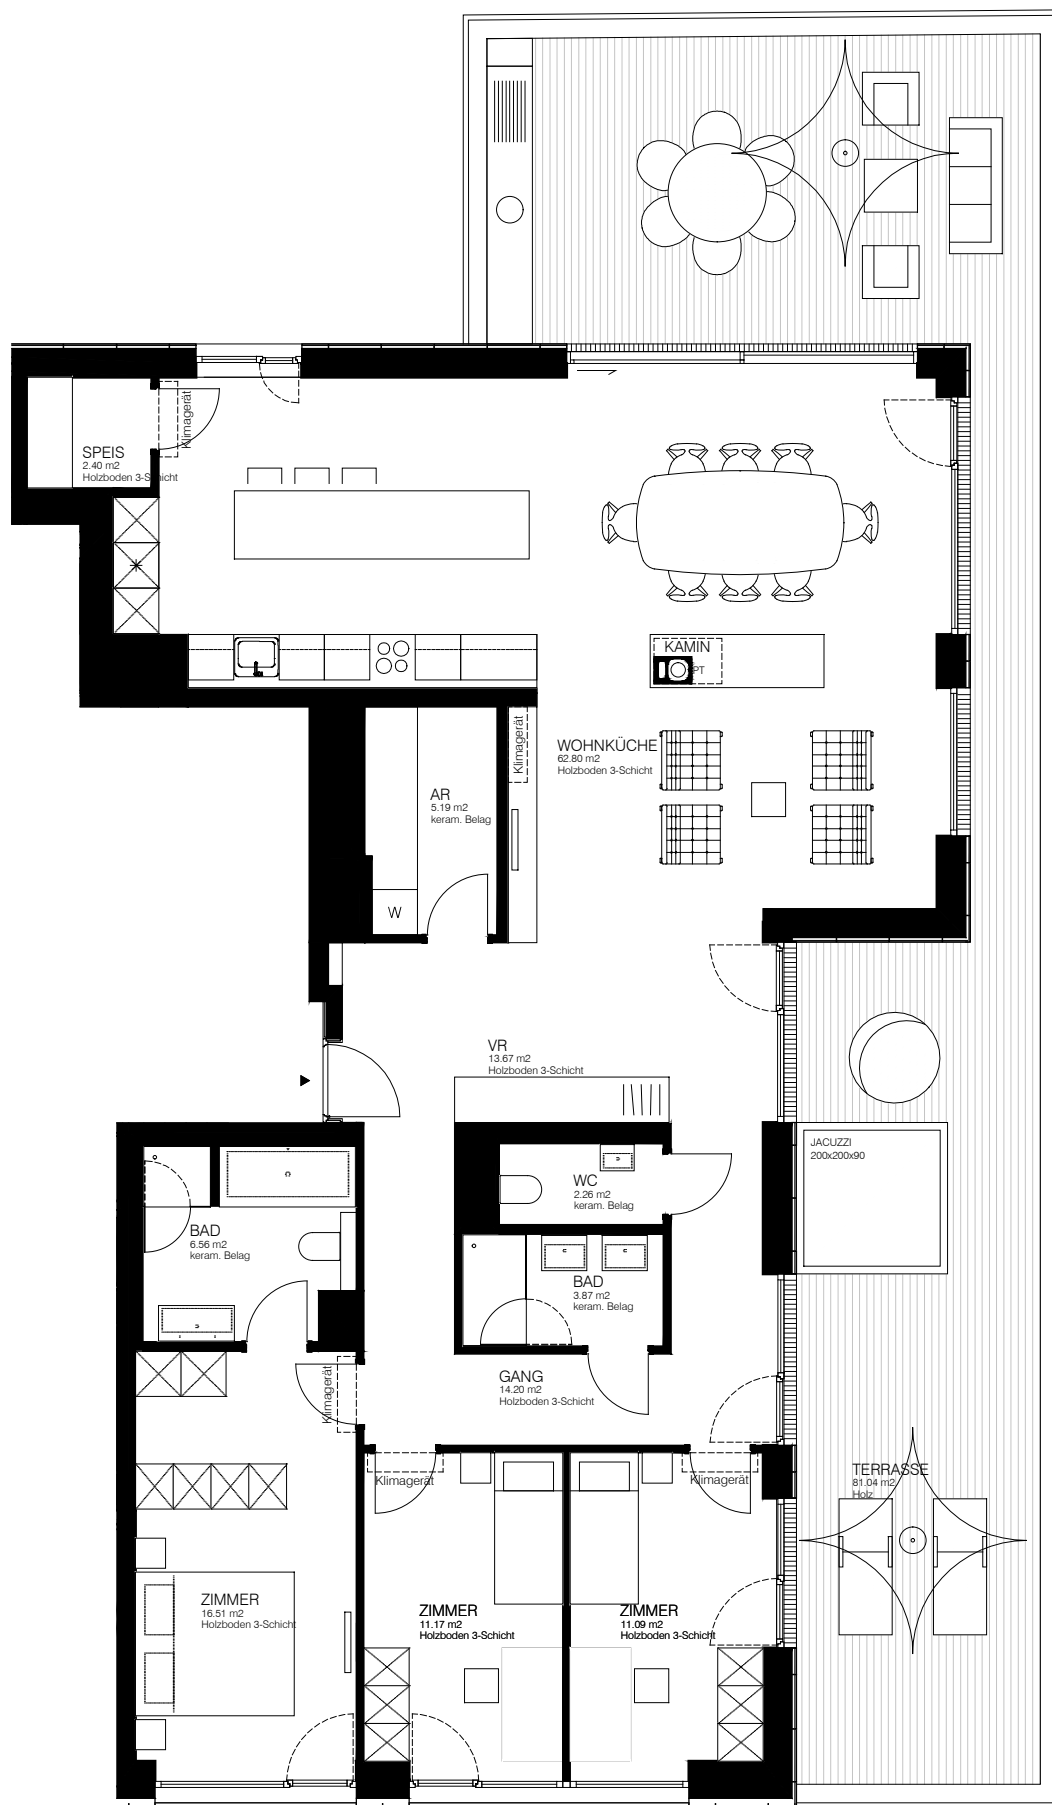 SPEIS
2.40 m2
Holzboden 3-Schicht
Klimagerät
KAMIN
PT
WOHNKÜCHE
62.80 m2
Holzboden 3-Schicht
Klimagerät
AR
5.19 m2
keram. Belag
W
VR
13.67 m2
Holzboden 3-Schicht
JACUZZI
200x200x90
WC
2.26 m2
keram. Belag
BAD
6.56 m2
keram. Belag
BAD
3.87 m2
keram. Belag
GANG
14.20 m2
Holzboden 3-Schicht
Klimagerät
Klimagerät
Klimagerät
TERRASSE
81.04 m2
Holz
ZIMMER
16.51 m2
Holzboden 3-Schicht
ZIMMER
11.17 m2
Holzboden 3-Schicht
ZIMMER
11.09 m2
Holzboden 3-Schicht